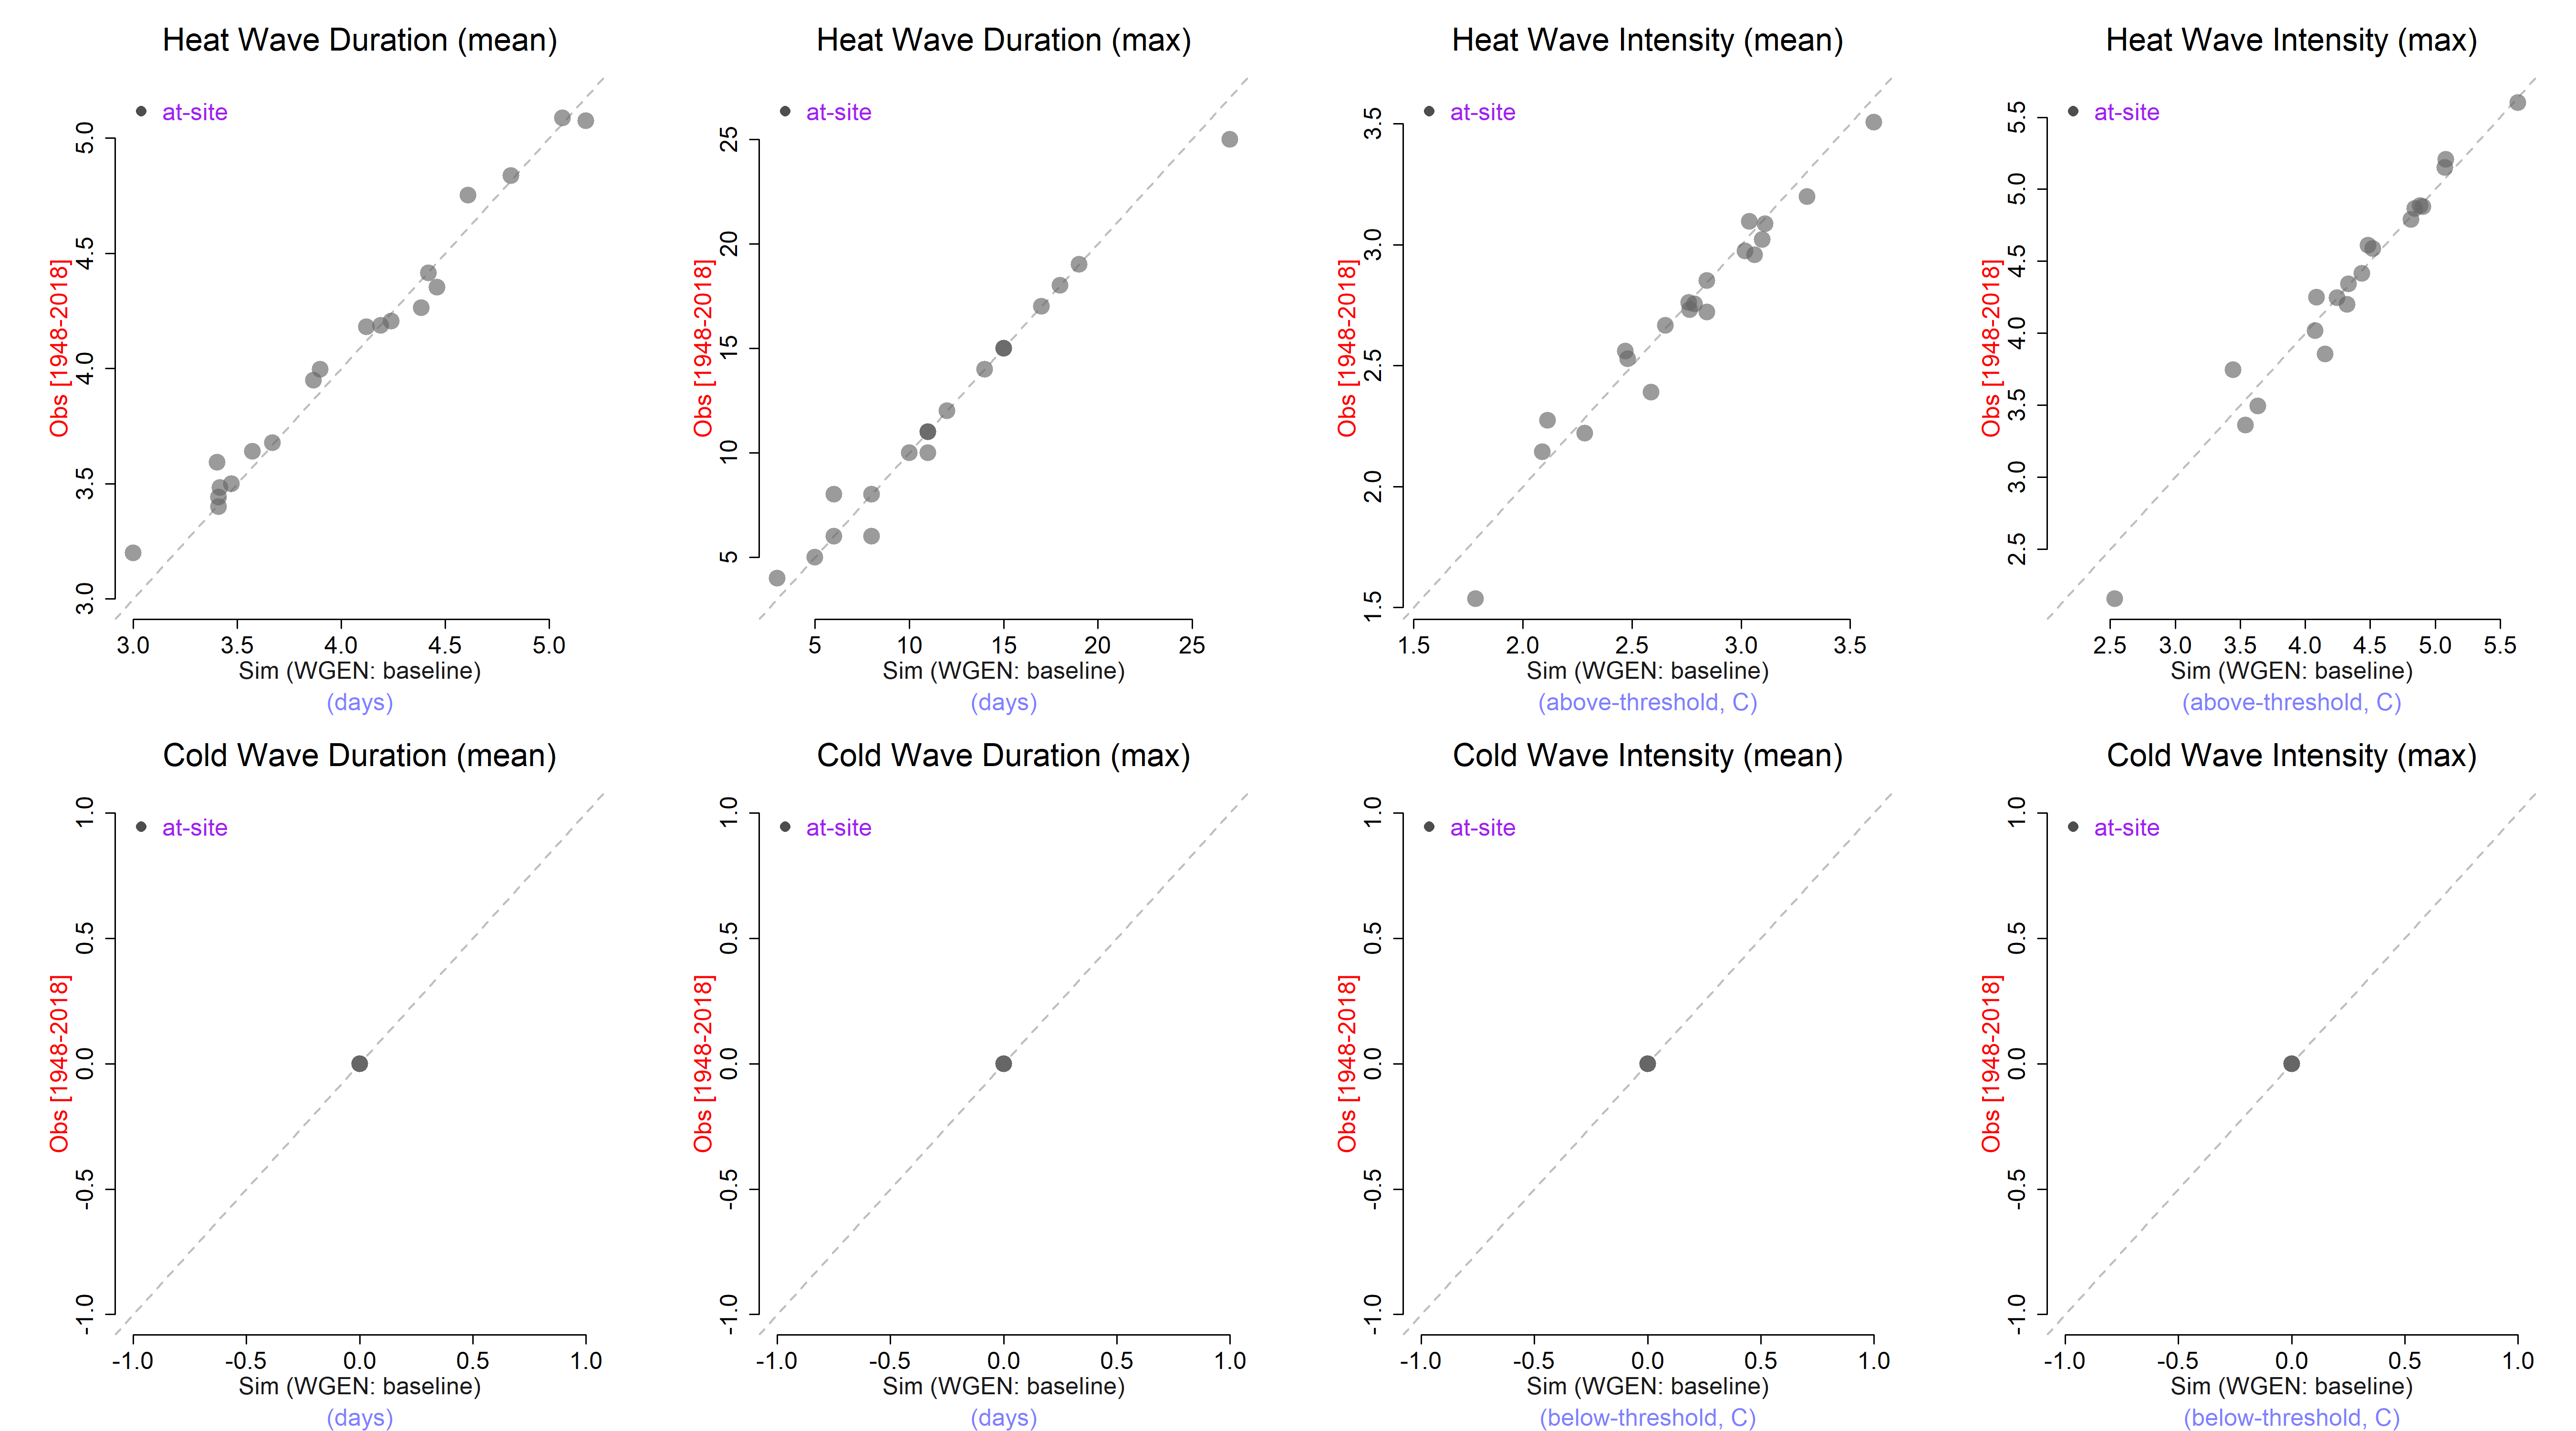 Heat Wave Duration (mean)
at-site
5.0
4.5
4.0
3.5
3.0
Obs [1948-2018]
3.0 3.5 4.0 4.5 5.0
Sim (WGEN: baseline)
(days)
Heat Wave Duration (max)
at-site
25
20
15
10
5
Obs [1948-2018]
5 10 15 20 25
Sim (WGEN: baseline)
(days)
Heat Wave Intensity (mean)
at-site
3.5
3.0
2.5
2.0
1.5
Obs [1948-2018]
1.5 2.0 2.5 3.0 3.5
Sim (WGEN: baseline)
(above-threshold, C)
Heat Wave Intensity (max)
at-site
5.5
5.0
4.5
4.0
3.5
3.0
2.5
Obs [1948-2018]
2.5 3.0 3.5 4.0 4.5 5.0 5.5
Sim (WGEN: baseline)
(above-threshold, C)
Cold Wave Duration (mean)
at-site
1.0
0.5
0.0
-0.5
-1.0
Obs [1948-2018]
-1.0 -0.5 0.0 0.5 1.0
Sim (WGEN: baseline)
(days)
Cold Wave Duration (max)
at-site
1.0
0.5
0.0
-0.5
-1.0
Obs [1948-2018]
-1.0 -0.5 0.0 0.5 1.0
Sim (WGEN: baseline)
(days)
Cold Wave Intensity (mean)
at-site
1.0
0.5
0.0
-0.5
-1.0
Obs [1948-2018]
-1.0 -0.5 0.0 0.5 1.0
Sim (WGEN: baseline)
(below-threshold, C)
Cold Wave Intensity (max)
at-site
1.0
0.5
0.0
-0.5
-1.0
Obs [1948-2018]
-1.0 -0.5 0.0 0.5 1.0
Sim (WGEN: baseline)
(below-threshold, C)